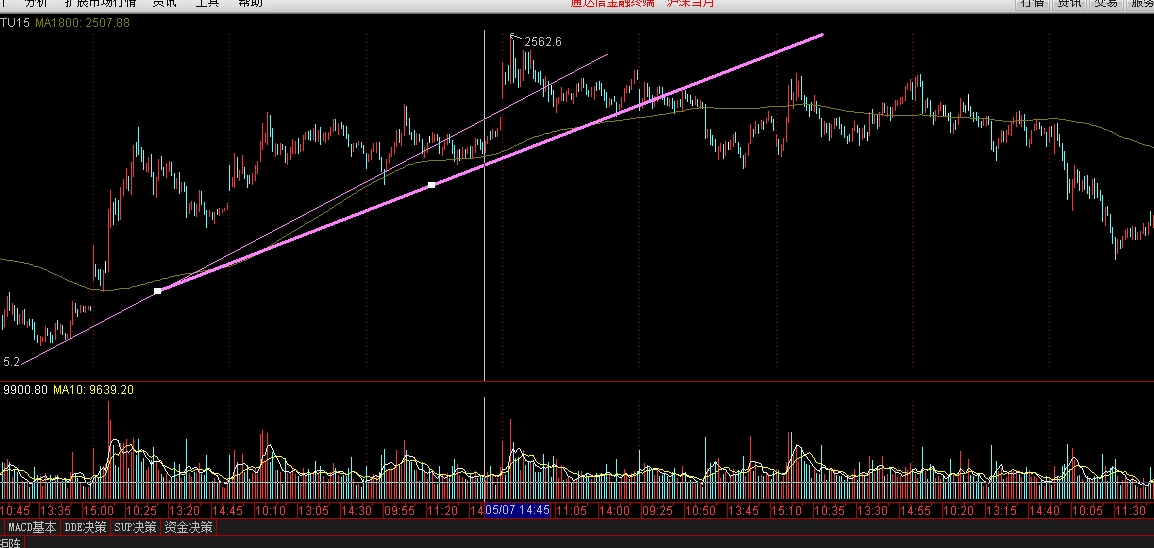 分析 扩展市场行情 资讯 工具 帮助 通达信金融终端 沪深当月 行情 资讯 交易 服务
TU15 MA1800: 2507.88
2562.6
5.2
9900.80 MA10: 9639.20
10:45 13:35 15:00 10:25 13:20 14:45 10:10 13:05 14:30 09:55 11:20 14 05/07 14:45 11:05 14:00 09:25 10:50 13:45 15:10 10:35 13:30 14:55 10:20 13:15 14:40 10:05 11:30
MACD基本 DDE决策 SUP决策 资金决策
矩阵